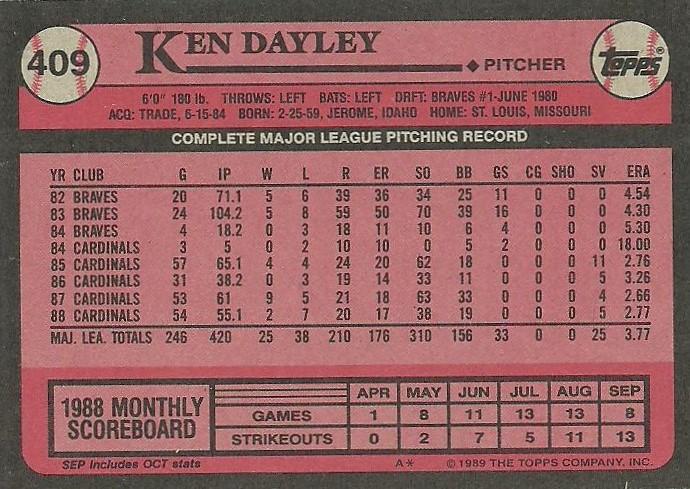 409 KEN DAYLEY PITCHER TOPPS®
6'0" 180 lb. THROWS: LEFT BATS: LEFT DRFT: BRAVES #1-JUNE 1980
ACQ: TRADE, 6-15-84 BORN: 2-25-59, JEROME, IDAHO HOME: ST. LOUIS, MISSOURI
COMPLETE MAJOR LEAGUE PITCHING RECORD
YR CLUB G IP W L R ER SO BB GS CG SHO SV ERA
82 BRAVES 20 71.1 5 6 39 36 34 25 11 0 0 0 4.54
83 BRAVES 24 104.2 5 8 59 50 70 39 16 0 0 0 4.30
84 BRAVES 4 18.2 0 3 18 11 10 6 4 0 0 0 5.30
84 CARDINALS 3 5 0 2 10 10 0 5 2 0 0 0 18.00
85 CARDINALS 57 65.1 4 4 24 20 62 18 0 0 0 11 2.76
86 CARDINALS 31 38.2 0 3 19 14 33 11 0 0 0 5 3.26
87 CARDINALS 53 61 9 5 21 18 63 33 0 0 0 4 2.66
88 CARDINALS 54 55.1 2 7 20 17 38 19 0 0 0 5 2.77
MAJ. LEA. TOTALS 246 420 25 38 210 176 310 156 33 0 0 25 3.77
1988 MONTHLY SCOREBOARD
APR MAY JUN JUL AUG SEP
GAMES 1 8 11 13 13 8
STRIKEOUTS 0 2 7 5 11 13
SEP Includes OCT stats A* © 1989 THE TOPPS COMPANY, INC.